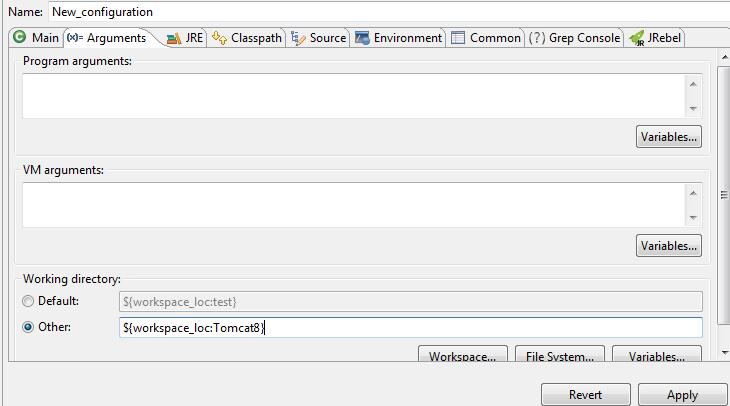 Name: New_configuration
Main (x)= Arguments JRE Classpath Source Environment Common (?) Grep Console JRebel
Program arguments:
Variables...
VM arguments:
Variables...
Working directory:
Default: ${workspace_loc:test}
Other: ${workspace_loc:Tomcat8}
Workspace... File System... Variables...
Revert Apply